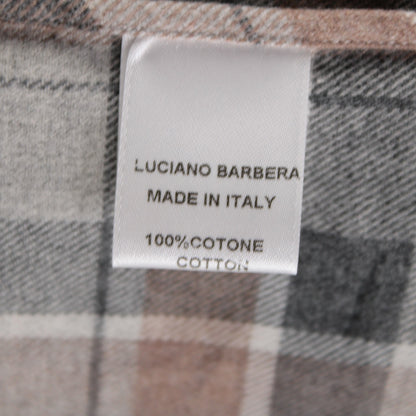 LUCIANO BARBERA
MADE IN ITALY
100%COTONE
COTTON